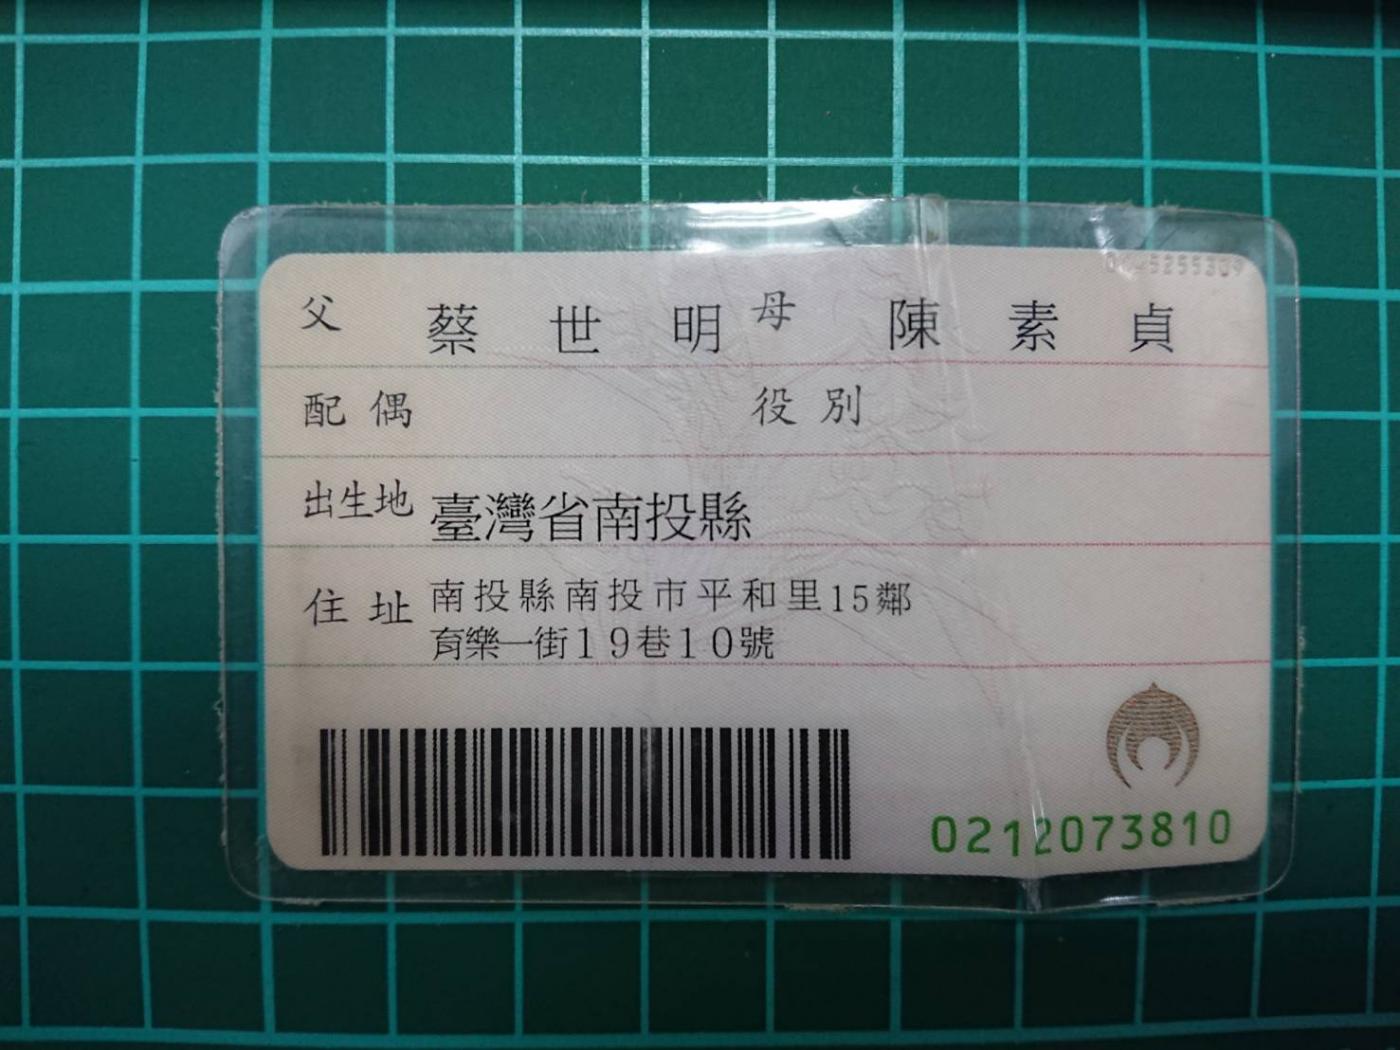 父 蔡世明 母 陳素貞
配偶 役別
出生地 臺灣省南投縣
住址 南投縣南投市平和里15鄰
育樂一街19巷10號
0212073810